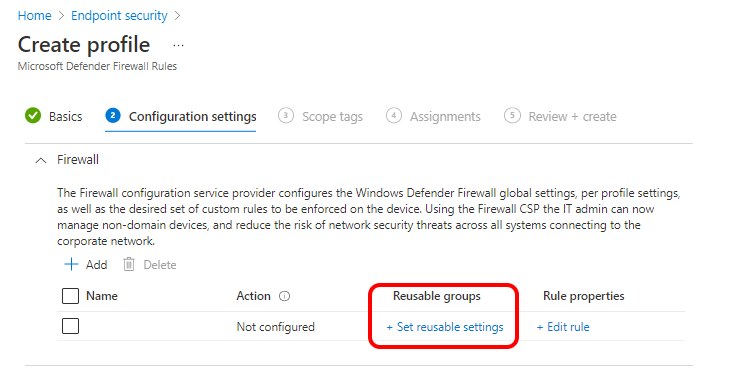 Home > Endpoint security >
Create profile ...
Microsoft Defender Firewall Rules
Basics 2 Configuration settings 3 Scope tags 4 Assignments 5 Review + create
Firewall
The Firewall configuration service provider configures the Windows Defender Firewall global settings, per profile settings,
as well as the desired set of custom rules to be enforced on the device. Using the Firewall CSP the IT admin can now
manage non-domain devices, and reduce the risk of network security threats across all systems connecting to the
corporate network.
+ Add Delete
Name Action Reusable groups Rule properties
Not configured + Set reusable settings + Edit rule